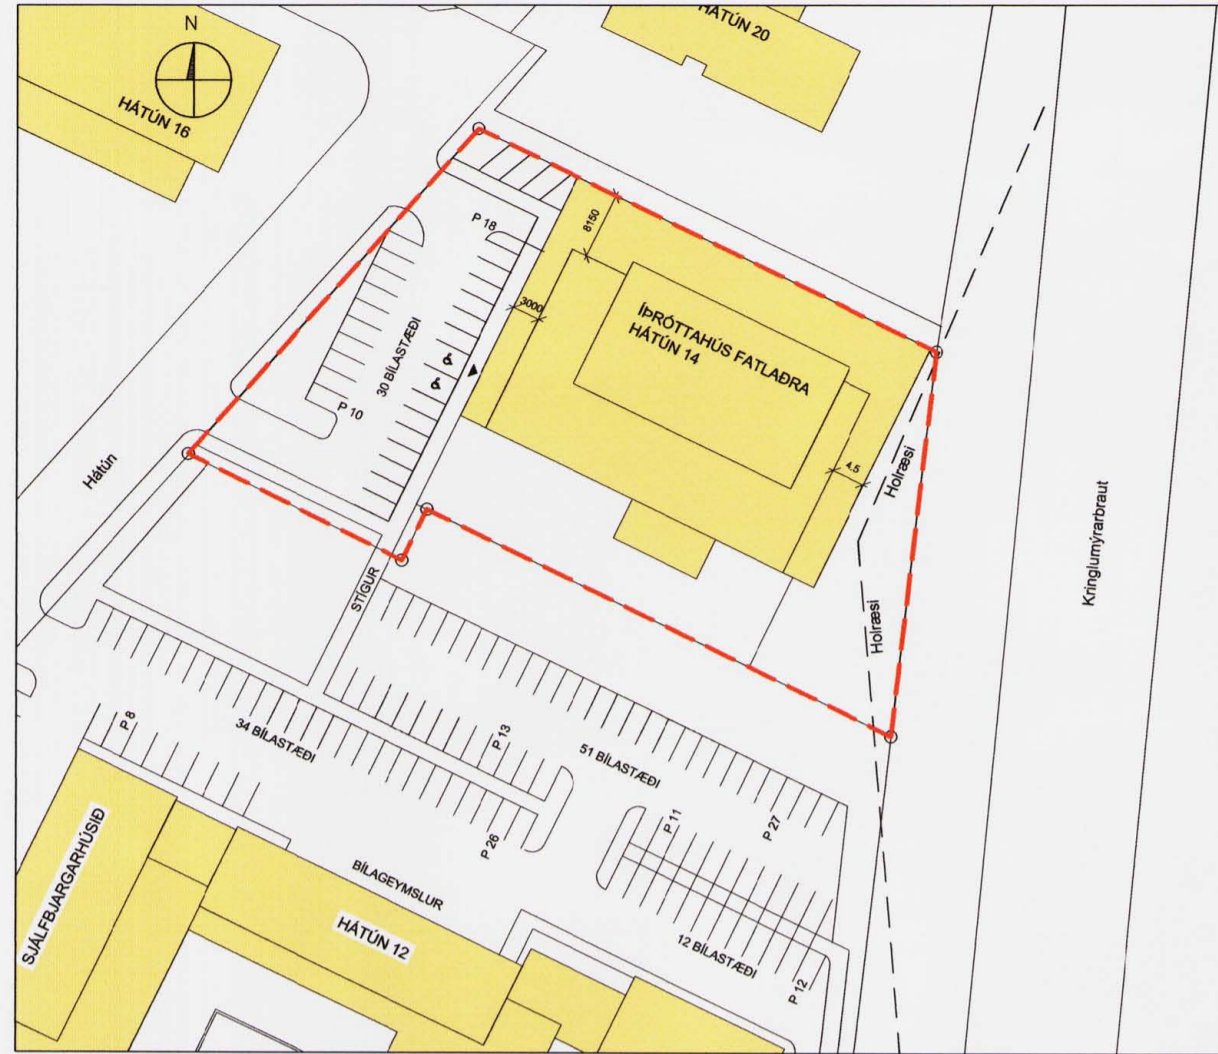 N
HÁTÚN 20
HÁTÚN 16
P 18
8150
3000
ÍÞRÓTTAHÚS FATLAÐRA
HÁTÚN 14
30 BÍLASTÆÐI
P 10
4.5
Holræsi
Hátún
Kringlumýrarbraut
STÍGUR
Holræsi
P 8
34 BÍLASTÆÐI
P 13
51 BÍLASTÆÐI
P 11
P 27
P 26
SJÁLFBJARGARHÚSIÐ
BÍLAGEYMSLUR
HÁTÚN 12
12 BÍLASTÆÐI
P 12